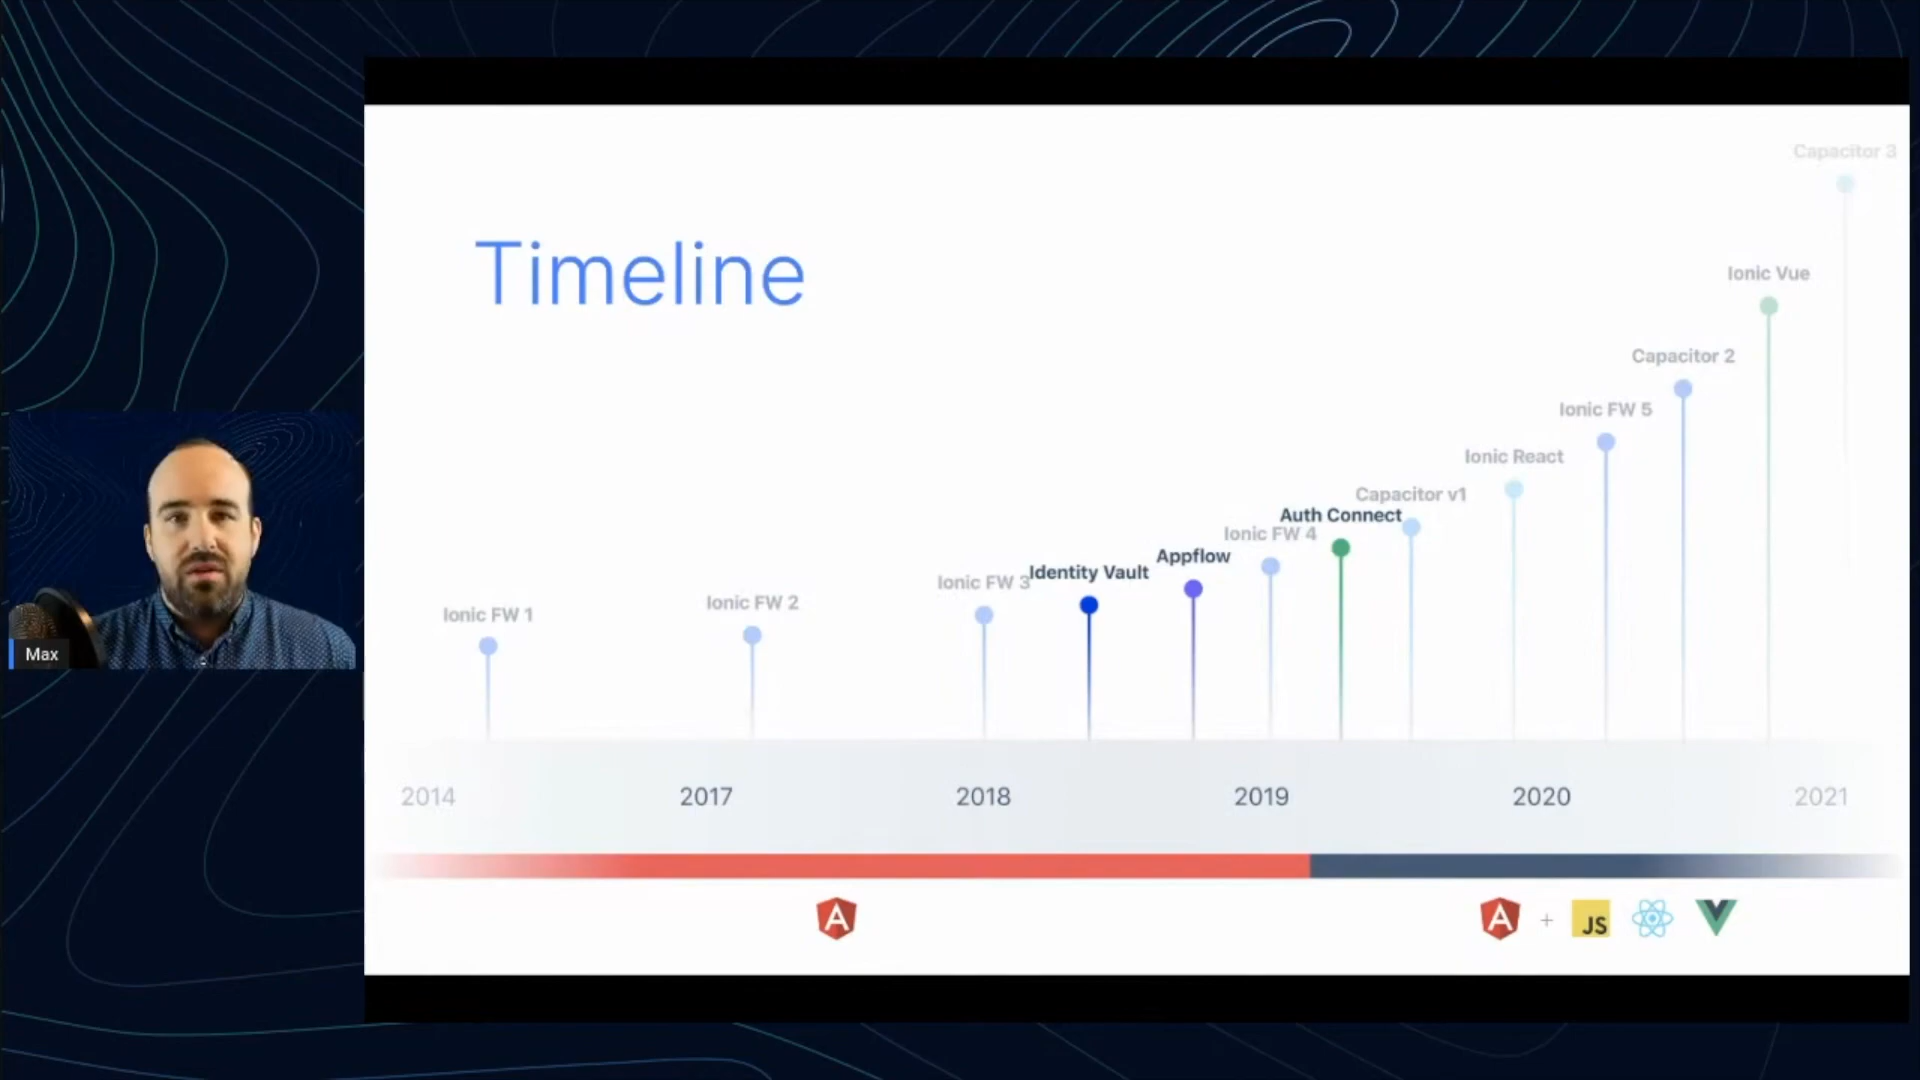 Timeline
Capacitor 3
Ionic Vue
Capacitor 2
Ionic FW 5
Ionic React
Capacitor v1
Auth Connect
Ionic FW 4
Appflow
Identity Vault
Ionic FW 3
Ionic FW 2
Ionic FW 1
Max
2014 2017 2018 2019 2020 2021
A A + JS